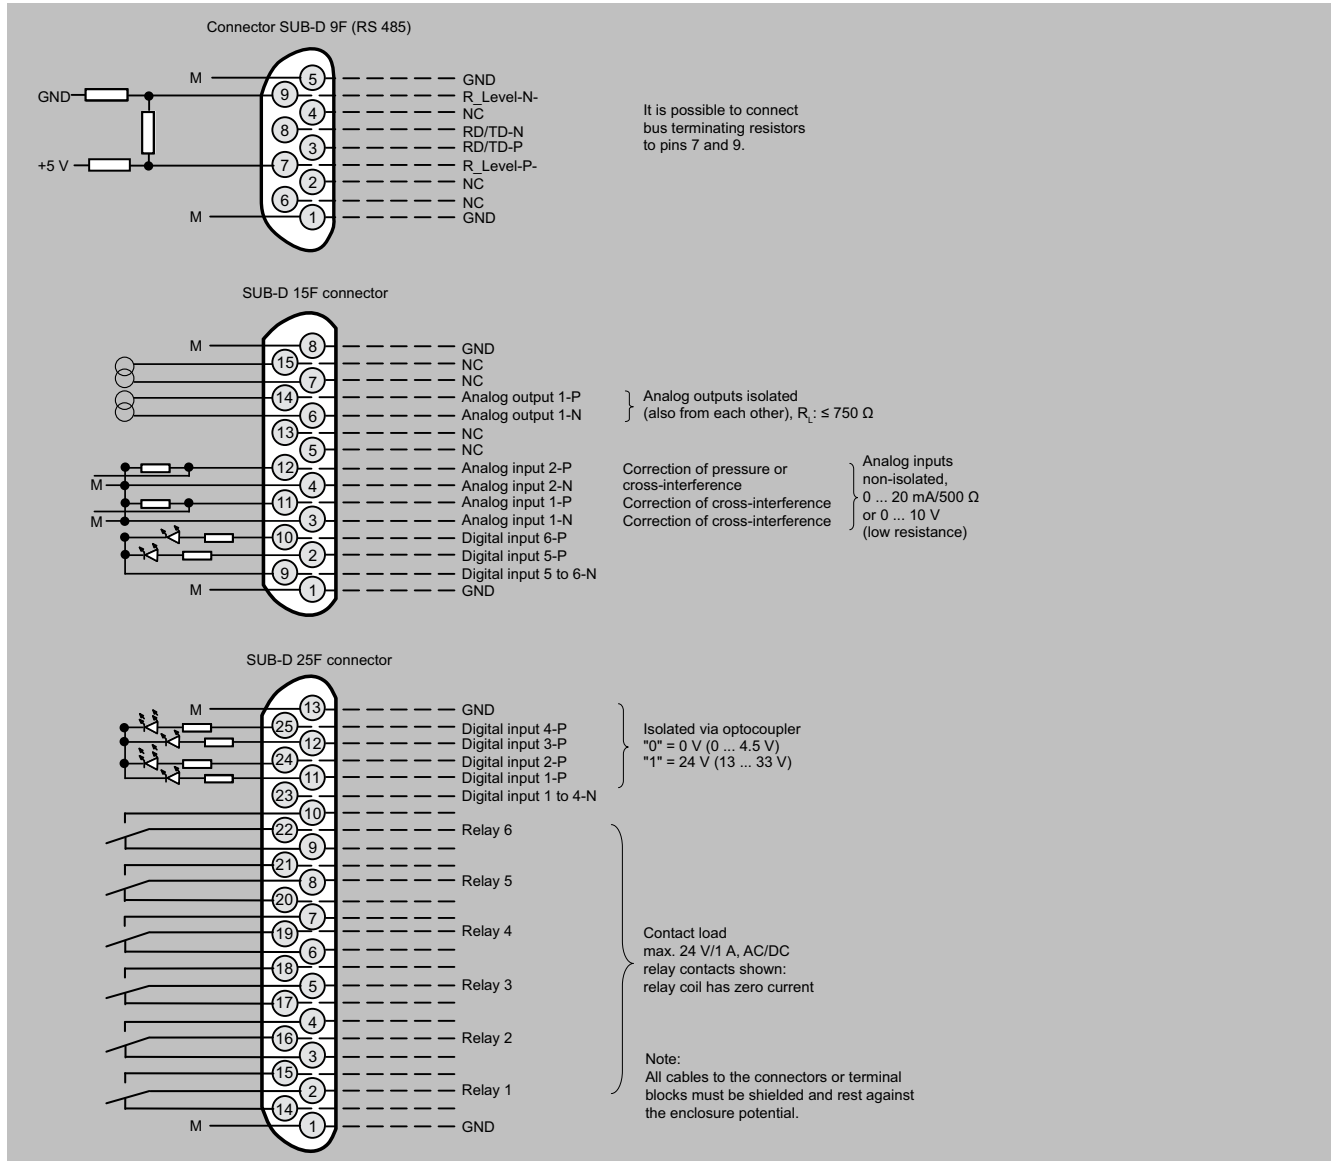 Connector SUB-D 9F (RS 485)
M 5 GND
GND 9 R_Level-N-
4 NC
8 RD/TD-N
3 RD/TD-P
+5 V 7 R_Level-P-
2 NC
6 NC
M 1 GND
It is possible to connect
bus terminating resistors
to pins 7 and 9.
SUB-D 15F connector
M 8 GND
15 NC
7 NC
14 Analog output 1-P
6 Analog output 1-N
Analog outputs isolated
(also from each other), RL: ≤ 750 Ω
13 NC
5 NC
12 Analog input 2-P
M 4 Analog input 2-N
11 Analog input 1-P
M 3 Analog input 1-N
Correction of pressure or
cross-interference
Correction of cross-interference
Correction of cross-interference
Analog inputs
non-isolated,
0 ... 20 mA/500 Ω
or 0 ... 10 V
(low resistance)
10 Digital input 6-P
2 Digital input 5-P
9 Digital input 5 to 6-N
M 1 GND
SUB-D 25F connector
M 13 GND
25 Digital input 4-P
12 Digital input 3-P
24 Digital input 2-P
11 Digital input 1-P
23 Digital input 1 to 4-N
Isolated via optocoupler
"0" = 0 V (0 ... 4.5 V)
"1" = 24 V (13 ... 33 V)
10
22 Relay 6
9
21
8 Relay 5
20
7
19 Relay 4
6
18
5 Relay 3
17
4
16 Relay 2
3
15
2 Relay 1
14
M 1 GND
Contact load
max. 24 V/1 A, AC/DC
relay contacts shown:
relay coil has zero current
Note:
All cables to the connectors or terminal
blocks must be shielded and rest against
the enclosure potential.